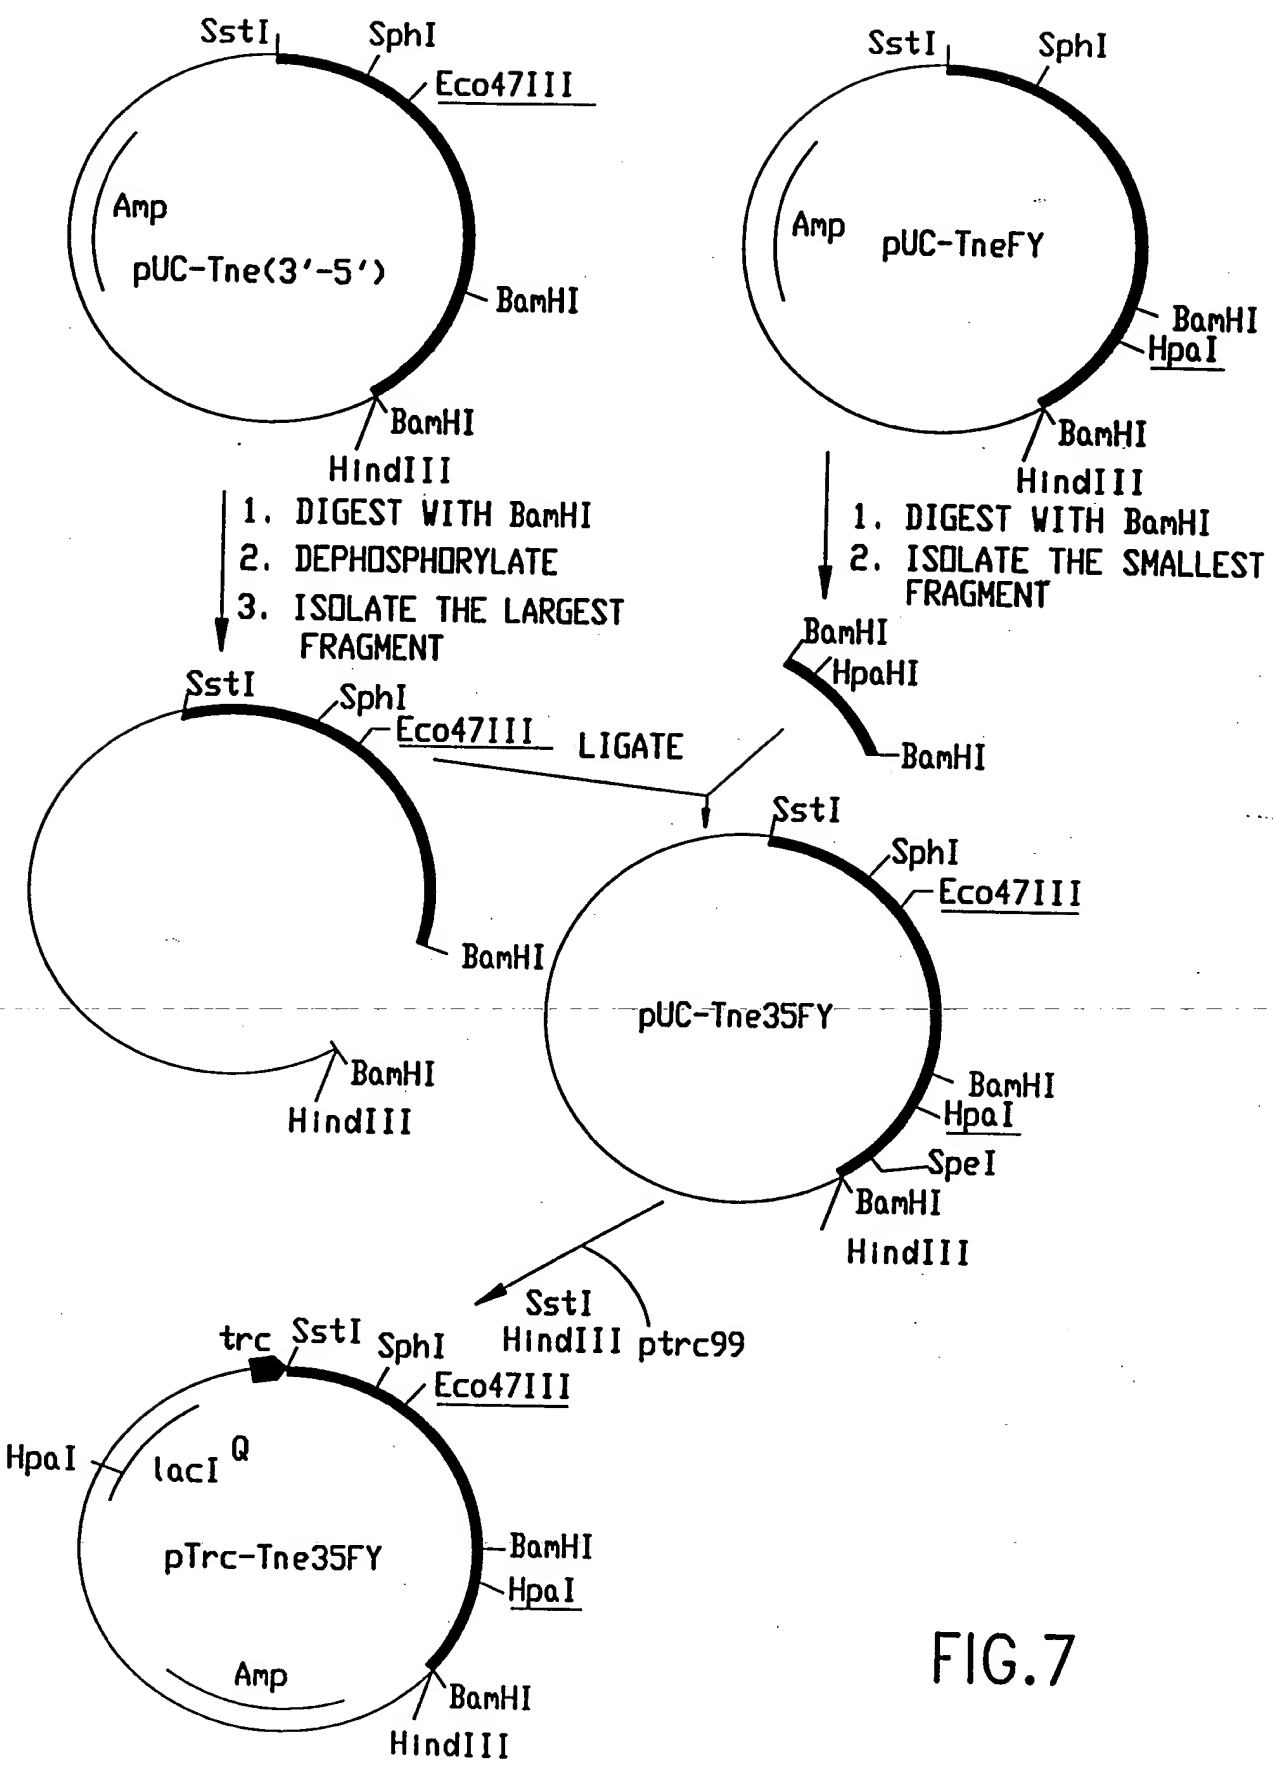 SstI
SphI
Eco47III
Amp
pUC-Tne(3'-5')
BamHI
BamHI
HindIII
SstI
SphI
Amp
pUC-TneFY
BamHI
HpaI
BamHI
HindIII
1. DIGEST WITH BamHI
2. DEPHOSPHORYLATE
3. ISOLATE THE LARGEST
FRAGMENT
1. DIGEST WITH BamHI
2. ISOLATE THE SMALLEST
FRAGMENT
BamHI
HpaHI
BamHI
SstI
SphI
Eco47III
LIGATE
BamHI
BamHI
HindIII
SstI
SphI
Eco47III
pUC-Tne35FY
BamHI
HpaI
SpeI
BamHI
HindIII
SstI
HindIII ptrc99
trc SstI
SphI
Eco47III
HpaI
lacI Q
pTrc-Tne35FY
BamHI
HpaI
Amp
BamHI
HindIII
FIG.7